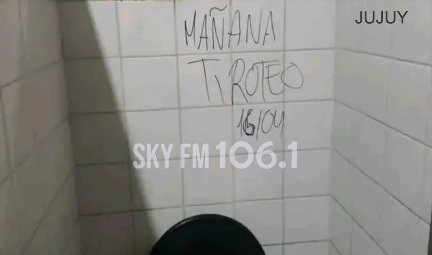 JUJUY
MAÑANA
TIROTEO
16/04
SKY FM 106.1